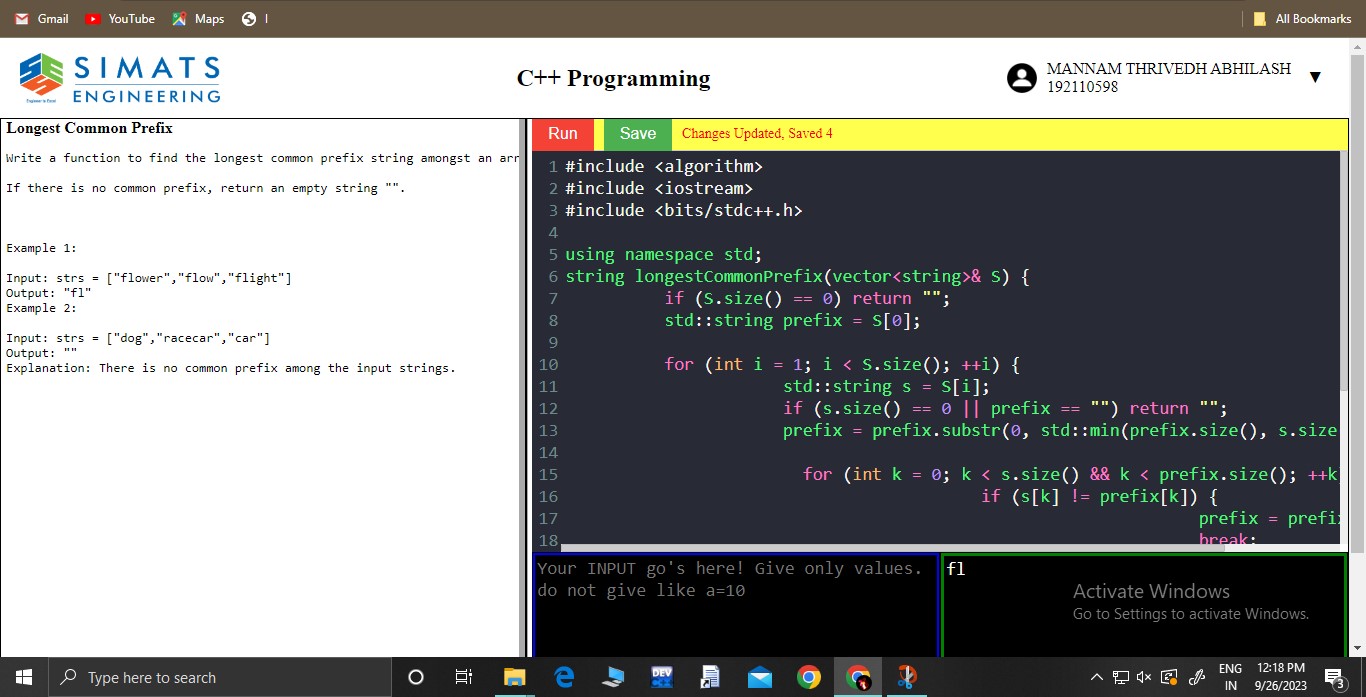 Gmail YouTube Maps I All Bookmarks
SIMATS
ENGINEERING
C++ Programming
MANNAM THRIVEDH ABHILASH
192110598
Longest Common Prefix
Write a function to find the longest common prefix string amongst an arr
If there is no common prefix, return an empty string "".
Example 1:
Input: strs = ["flower","flow","flight"]
Output: "fl"
Example 2:
Input: strs = ["dog","racecar","car"]
Output: ""
Explanation: There is no common prefix among the input strings.
Run Save Changes Updated, Saved 4
1 #include <algorithm>
2 #include <iostream>
3 #include <bits/stdc++.h>
4
5 using namespace std;
6 string longestCommonPrefix(vector<string>& S) {
7 if (S.size() == 0) return "";
8 std::string prefix = S[0];
9
10 for (int i = 1; i < S.size(); ++i) {
11 std::string s = S[i];
12 if (s.size() == 0 || prefix == "") return "";
13 prefix = prefix.substr(0, std::min(prefix.size(), s.size
14
15 for (int k = 0; k < s.size() && k < prefix.size(); ++k
16 if (s[k] != prefix[k]) {
17 prefix = prefi
18 break;
Your INPUT go's here! Give only values.
do not give like a=10
fl
Activate Windows
Go to Settings to activate Windows.
Type here to search
DEV
ENG
IN
12:18 PM
9/26/2023
3